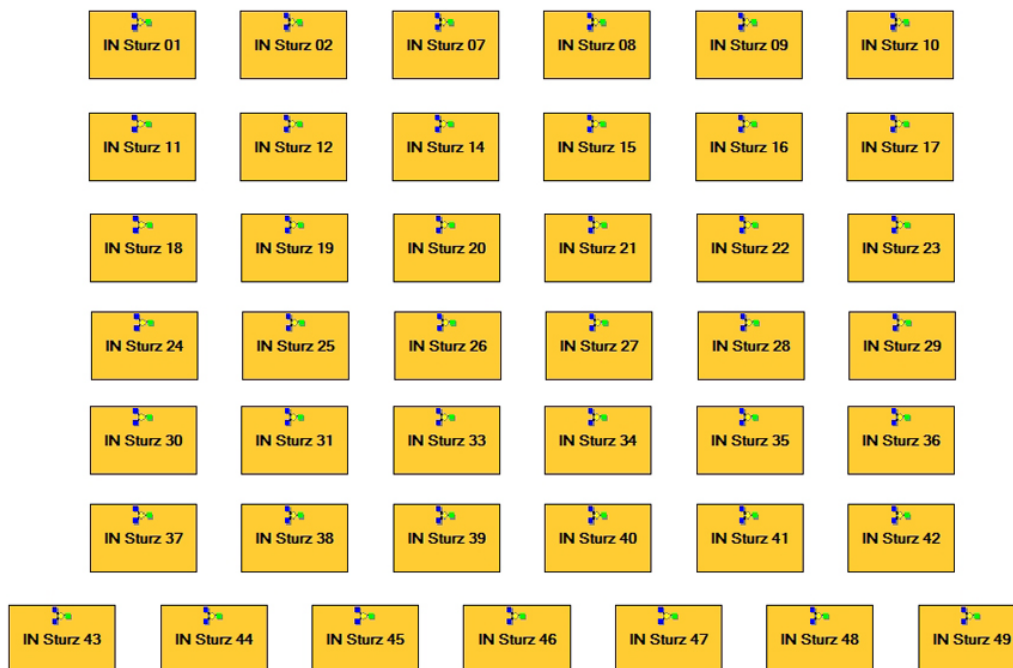 IN Sturz 01 IN Sturz 02 IN Sturz 07 IN Sturz 08 IN Sturz 09 IN Sturz 10
IN Sturz 11 IN Sturz 12 IN Sturz 14 IN Sturz 15 IN Sturz 16 IN Sturz 17
IN Sturz 18 IN Sturz 19 IN Sturz 20 IN Sturz 21 IN Sturz 22 IN Sturz 23
IN Sturz 24 IN Sturz 25 IN Sturz 26 IN Sturz 27 IN Sturz 28 IN Sturz 29
IN Sturz 30 IN Sturz 31 IN Sturz 33 IN Sturz 34 IN Sturz 35 IN Sturz 36
IN Sturz 37 IN Sturz 38 IN Sturz 39 IN Sturz 40 IN Sturz 41 IN Sturz 42
IN Sturz 43 IN Sturz 44 IN Sturz 45 IN Sturz 46 IN Sturz 47 IN Sturz 48 IN Sturz 49